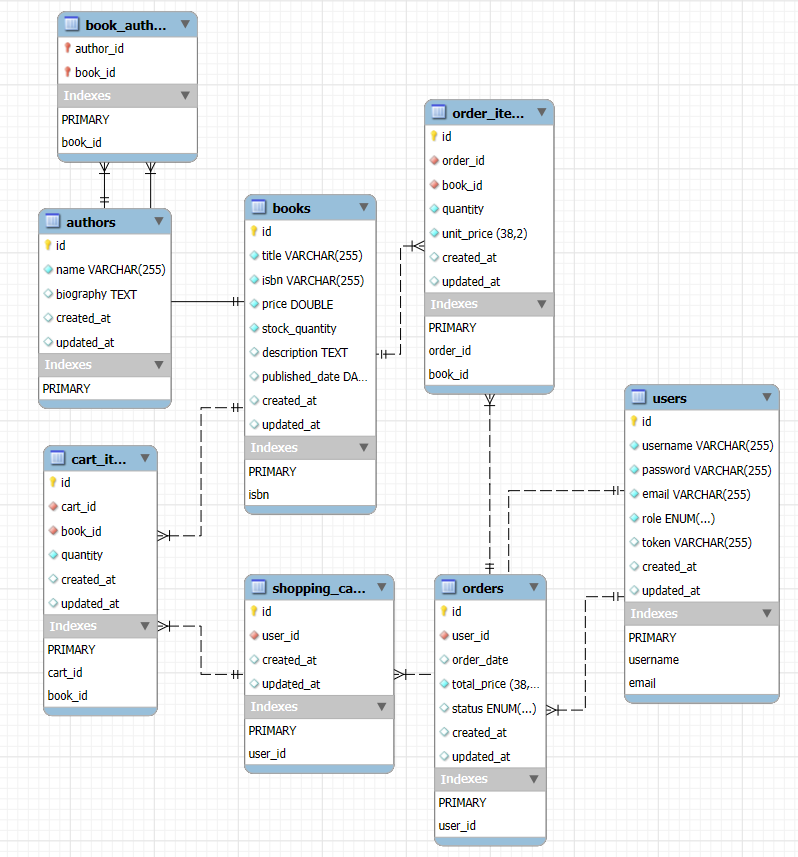 book_auth...
author_id
book_id
Indexes
PRIMARY
book_id
authors
id
name VARCHAR(255)
biography TEXT
created_at
updated_at
Indexes
PRIMARY
books
id
title VARCHAR(255)
isbn VARCHAR(255)
price DOUBLE
stock_quantity
description TEXT
published_date DA...
created_at
updated_at
Indexes
PRIMARY
isbn
order_ite...
id
order_id
book_id
quantity
unit_price (38,2)
created_at
updated_at
Indexes
PRIMARY
order_id
book_id
users
id
username VARCHAR(255)
password VARCHAR(255)
email VARCHAR(255)
role ENUM(...)
token VARCHAR(255)
created_at
updated_at
Indexes
PRIMARY
username
email
cart_it...
id
cart_id
book_id
quantity
created_at
updated_at
Indexes
PRIMARY
cart_id
book_id
shopping_ca...
id
user_id
created_at
updated_at
Indexes
PRIMARY
user_id
orders
id
user_id
order_date
total_price (38,...
status ENUM(...)
created_at
updated_at
Indexes
PRIMARY
user_id